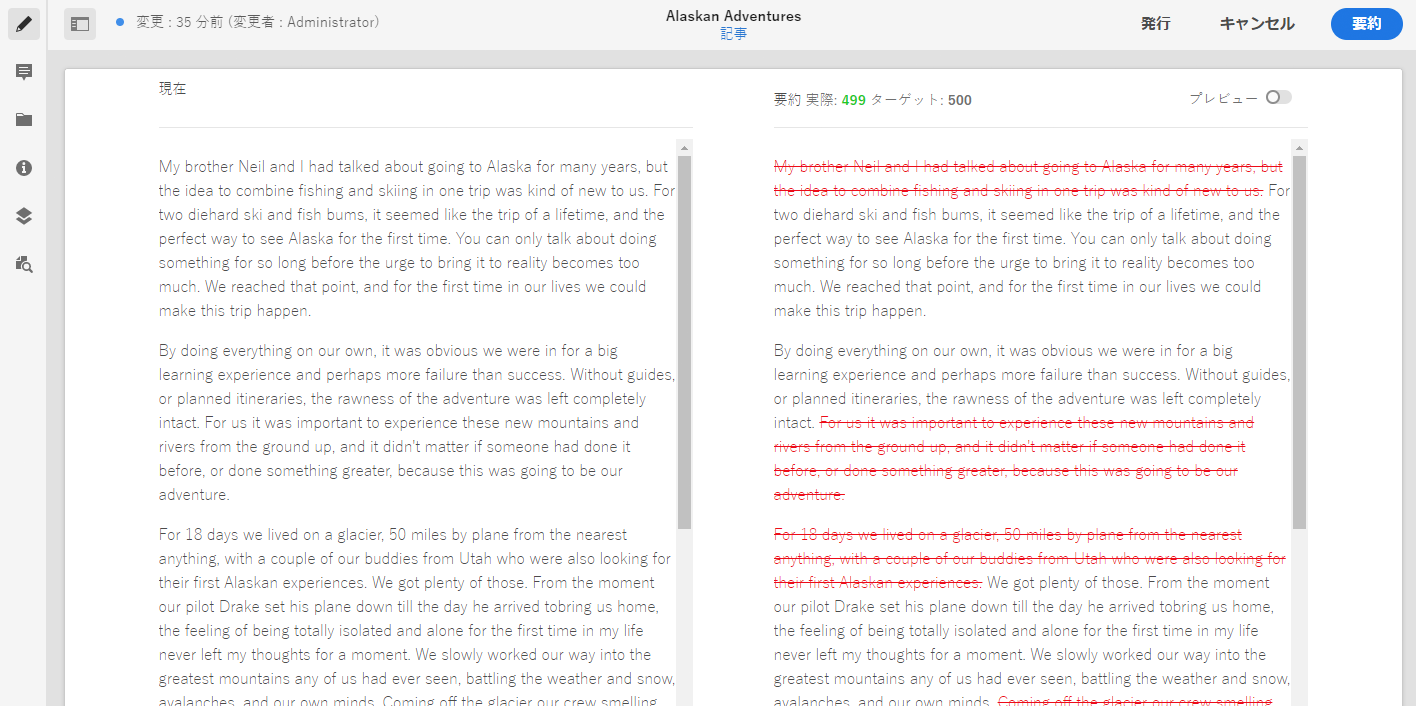 変更 : 35 分前 (変更者 : Administrator)
Alaskan Adventures
記事
発行
キャンセル
要約
現在
My brother Neil and I had talked about going to Alaska for many years, but
the idea to combine fishing and skiing in one trip was kind of new to us. For
two diehard ski and fish bums, it seemed like the trip of a lifetime, and the
perfect way to see Alaska for the first time. You can only talk about doing
something for so long before the urge to bring it to reality becomes too
much. We reached that point, and for the first time in our lives we could
make this trip happen.
By doing everything on our own, it was obvious we were in for a big
learning experience and perhaps more failure than success. Without guides,
or planned itineraries, the rawness of the adventure was left completely
intact. For us it was important to experience these new mountains and
rivers from the ground up, and it didn't matter if someone had done it
before, or done something greater, because this was going to be our
adventure.
For 18 days we lived on a glacier, 50 miles by plane from the nearest
anything, with a couple of our buddies from Utah who were also looking for
their first Alaskan experiences. We got plenty of those. From the moment
our pilot Drake set his plane down till the day he arrived tobring us home,
the feeling of being totally isolated and alone for the first time in my life
never left my thoughts for a moment. We slowly worked our way into the
greatest mountains any of us had ever seen, battling the weather and snow,
avalanches, and our own minds. Coming off the glacier our crew smelling
要約 実際: 499 ターゲット: 500
プレビュー
My brother Neil and I had talked about going to Alaska for many years, but
the idea to combine fishing and skiing in one trip was kind of new to us. For
two diehard ski and fish bums, it seemed like the trip of a lifetime, and the
perfect way to see Alaska for the first time. You can only talk about doing
something for so long before the urge to bring it to reality becomes too
much. We reached that point, and for the first time in our lives we could
make this trip happen.
By doing everything on our own, it was obvious we were in for a big
learning experience and perhaps more failure than success. Without guides,
or planned itineraries, the rawness of the adventure was left completely
intact. For us it was important to experience these new mountains and
rivers from the ground up, and it didn't matter if someone had done it
before, or done something greater, because this was going to be our
adventure.
For 18 days we lived on a glacier, 50 miles by plane from the nearest
anything, with a couple of our buddies from Utah who were also looking for
their first Alaskan experiences. We got plenty of those. From the moment
our pilot Drake set his plane down till the day he arrived tobring us home,
the feeling of being totally isolated and alone for the first time in my life
never left my thoughts for a moment. We slowly worked our way into the
greatest mountains any of us had ever seen, battling the weather and snow,
avalanches, and our own minds. Coming off the glacier our crew smelling